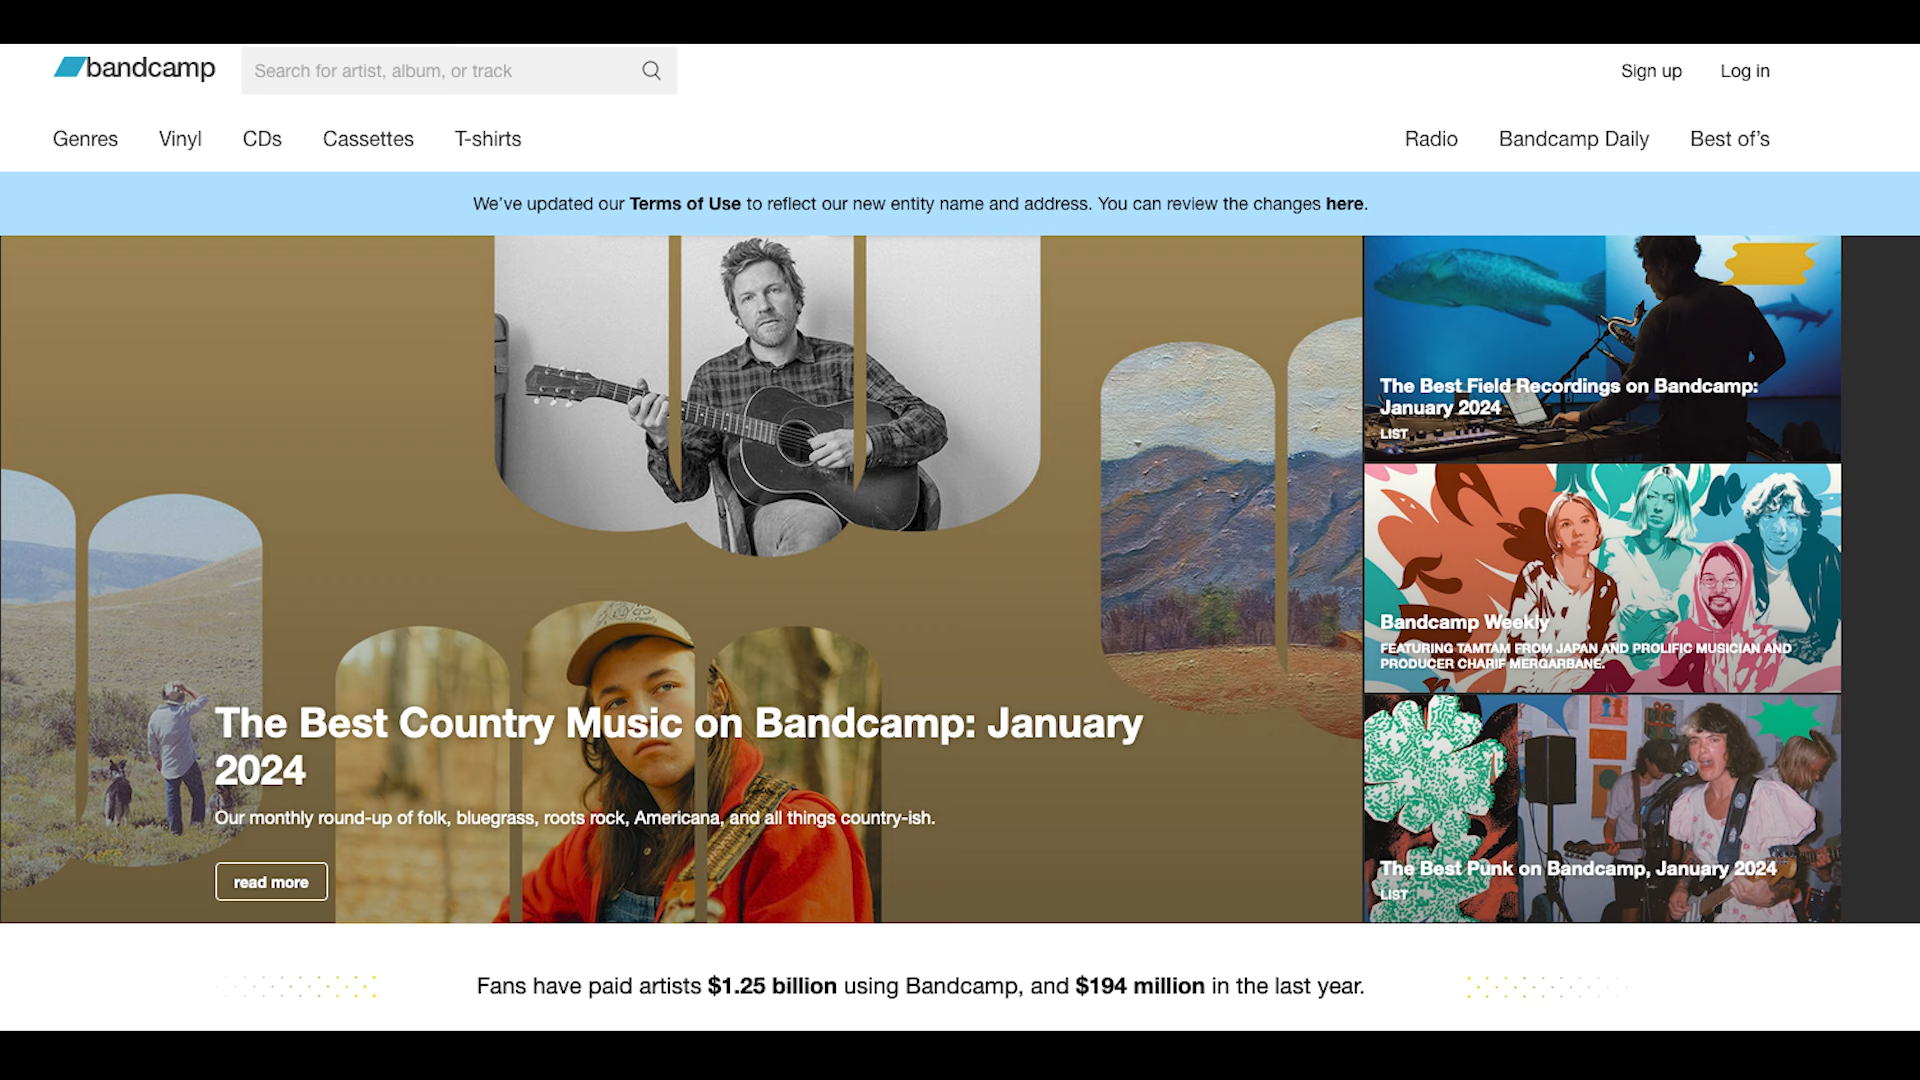 bandcamp
Search for artist, album, or track
Sign up
Log in
Genres
Vinyl
CDs
Cassettes
T-shirts
Radio
Bandcamp Daily
Best of’s
We’ve updated our Terms of Use to reflect our new entity name and address. You can review the changes here.
The Best Country Music on Bandcamp: January
2024
Our monthly round-up of folk, bluegrass, roots rock, Americana, and all things country-ish.
read more
The Best Field Recordings on Bandcamp:
January 2024
LIST
Bandcamp Weekly
FEATURING TAMTAM FROM JAPAN AND PROLIFIC MUSICIAN AND
PRODUCER CHARIF MERGARBANE.
The Best Punk on Bandcamp, January 2024
LIST
Fans have paid artists $1.25 billion using Bandcamp, and $194 million in the last year.